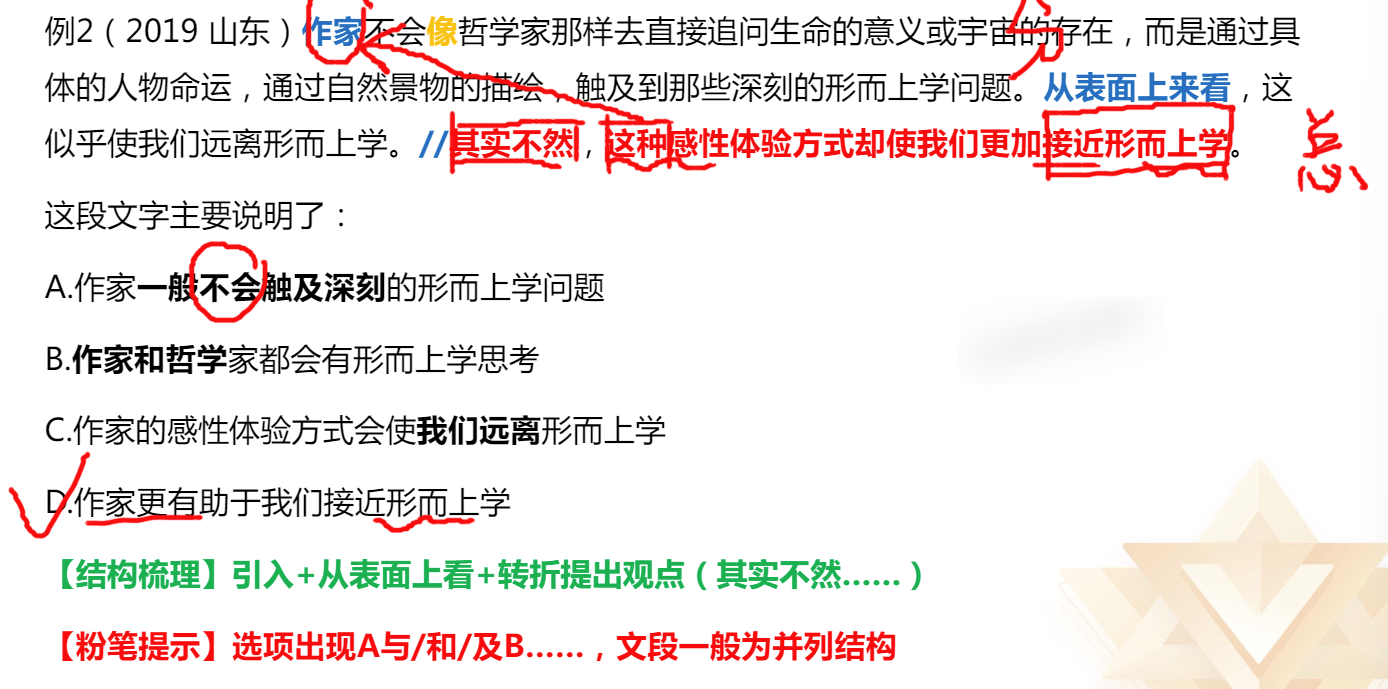 例2（2019 山东）作家不会像哲学家那样去直接追问生命的意义或宇宙的存在，而是通过具
体的人物命运，通过自然景物的描绘，触及到那些深刻的形而上学问题。从表面上来看，这
似乎使我们远离形而上学。//其实不然，这种感性体验方式却使我们更加接近形而上学。
总
这段文字主要说明了：
A.作家一般不会触及深刻的形而上学问题
B.作家和哲学家都会有形而上学思考
C.作家的感性体验方式会使我们远离形而上学
D.作家更有助于我们接近形而上学
【结构梳理】引入+从表面上看+转折提出观点（其实不然……）
【粉笔提示】选项出现A与/和/及B……，文段一般为并列结构